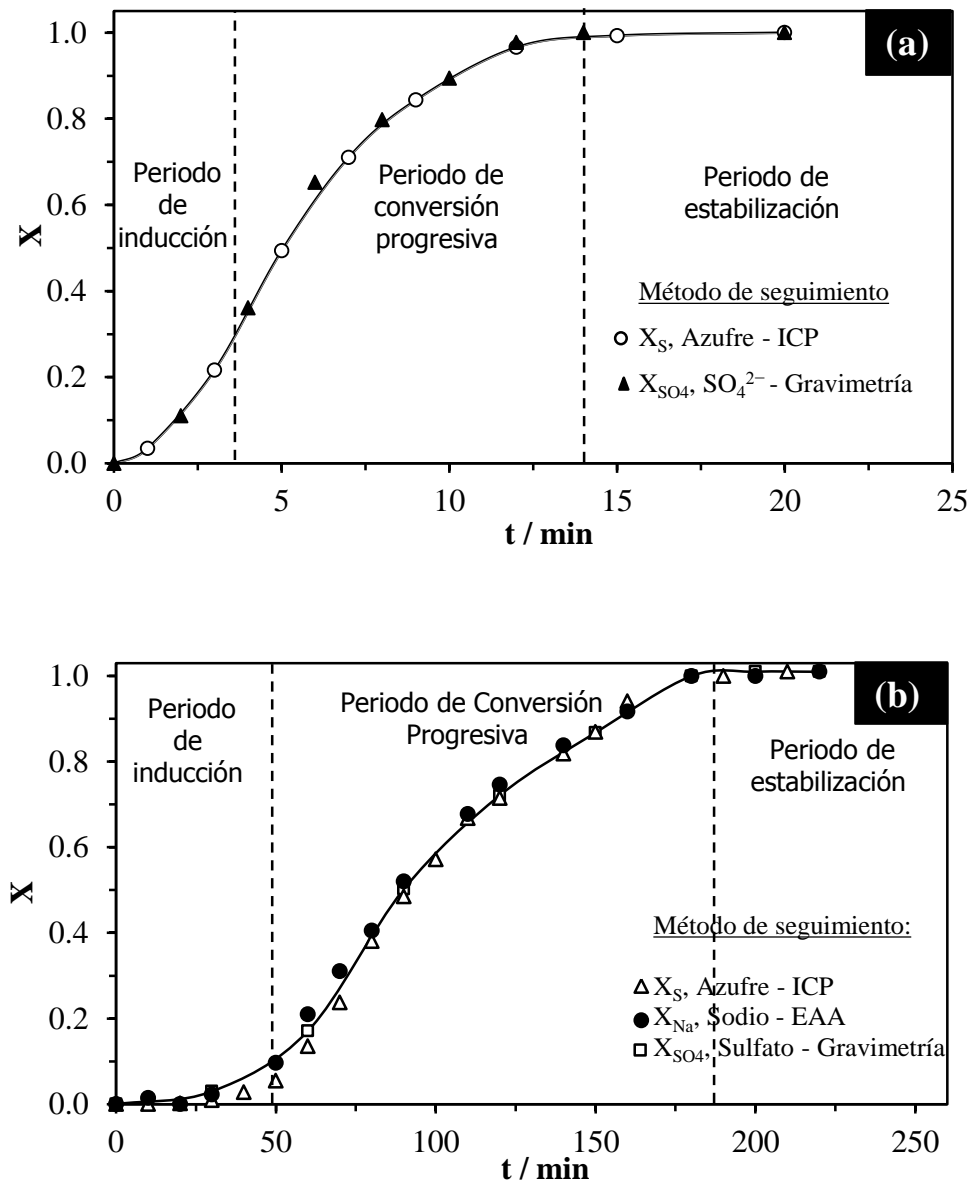 (a)
1.0
0.8
0.6
0.4
0.2
0.0
X
Periodo
de
inducción
Periodo de
conversión
progresiva
Periodo de
estabilización
Método de seguimiento
X_S, Azufre - ICP
X_SO4, SO₄²⁻ - Gravimetría
0 5 10 15 20 25
t / min
(b)
1.0
0.8
0.6
0.4
0.2
0.0
X
Periodo
de
inducción
Periodo de Conversión
Progresiva
Periodo de
estabilización
Método de seguimiento:
X_S, Azufre - ICP
X_Na, Sodio - EAA
X_SO4, Sulfato - Gravimetría
0 50 100 150 200 250
t / min